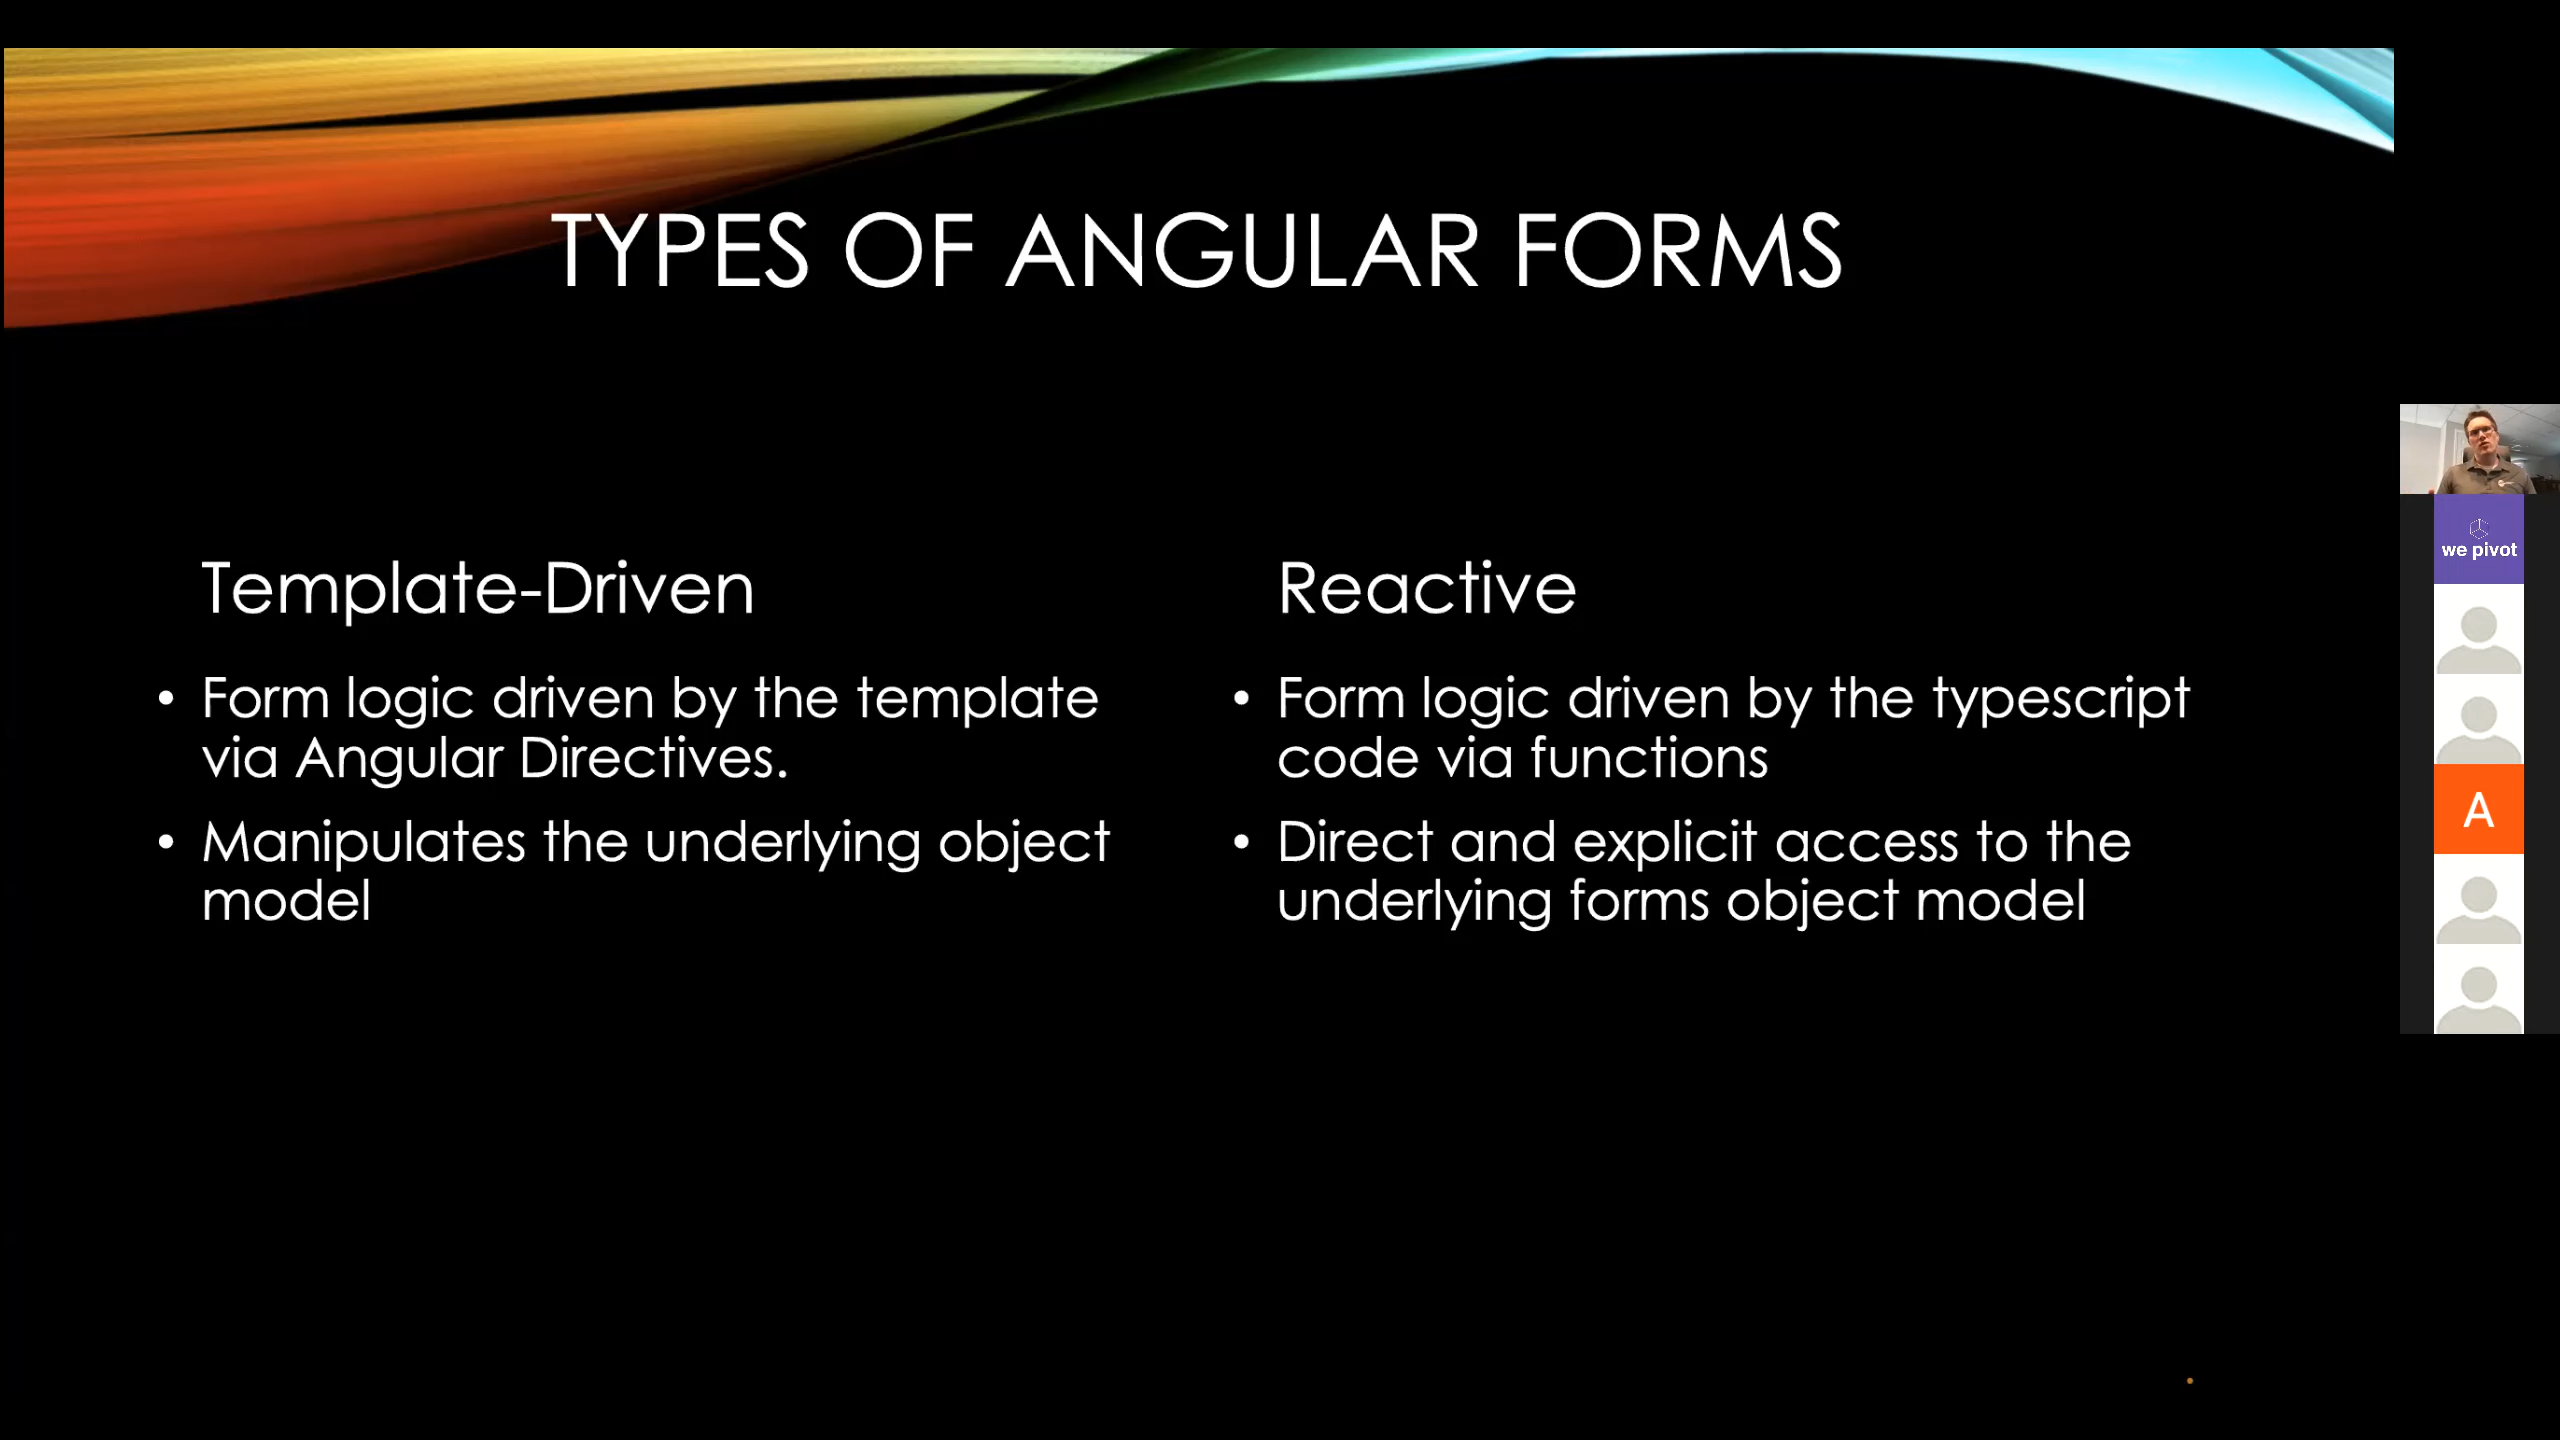 TYPES OF ANGULAR FORMS
Template-Driven
• Form logic driven by the template
via Angular Directives.
• Manipulates the underlying object
model
Reactive
• Form logic driven by the typescript
code via functions
• Direct and explicit access to the
underlying forms object model
we pivot
A